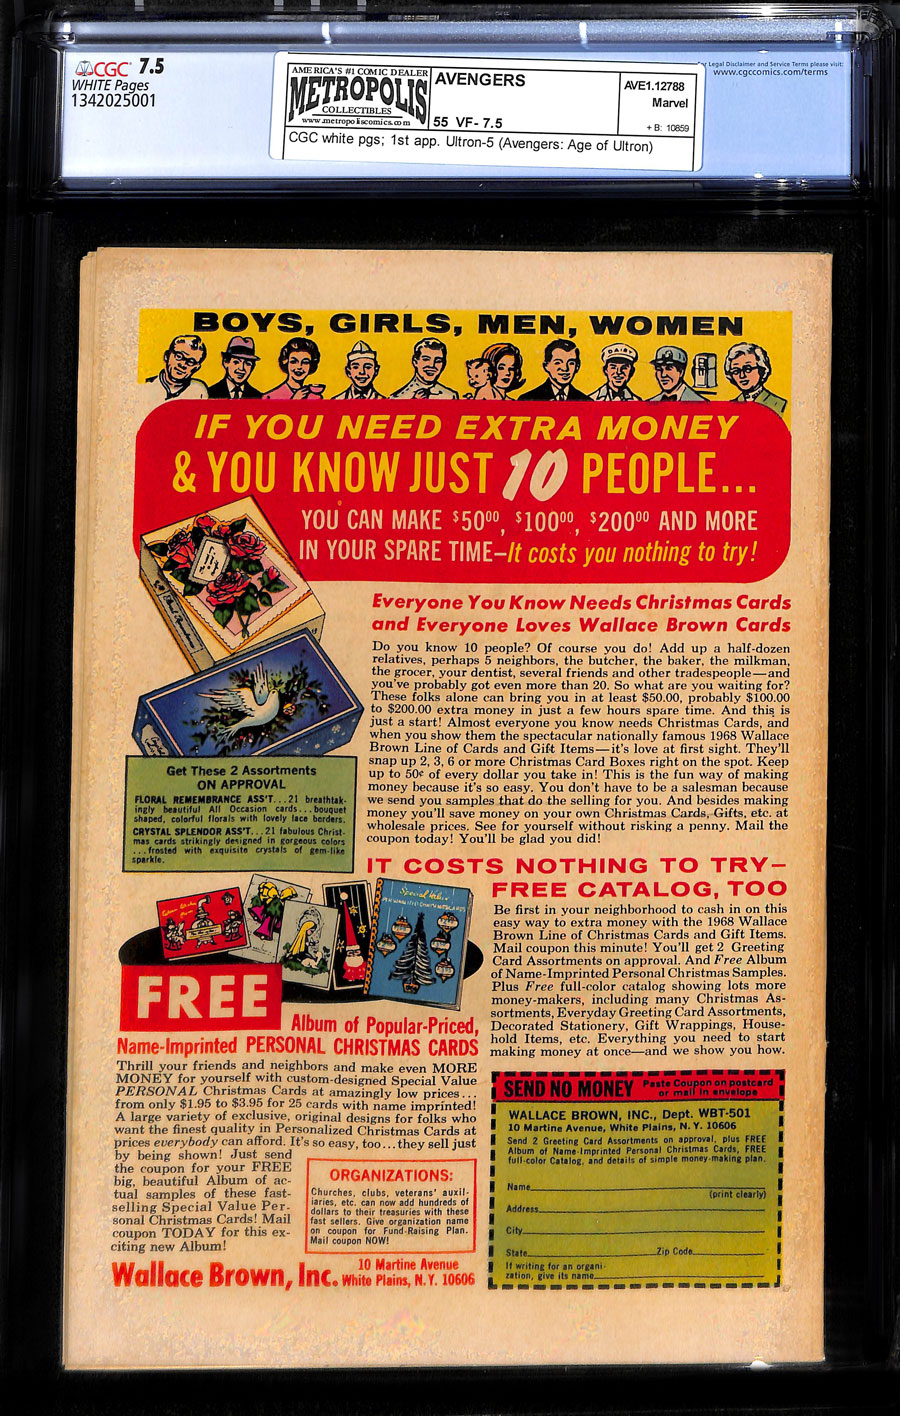 CGC 7.5
WHITE Pages
1342025001
AMERICA'S #1 COMIC DEALER
METROPOLIS
COLLECTIBLES
www.metropoliscomics.com
AVENGERS
55 VF- 7.5
AVE1.12788
Marvel
+ B: 10859
CGC white pgs; 1st app. Ultron-5 (Avengers: Age of Ultron)
Legal Disclaimer and Service Terms please visit:
www.cgccomics.com/terms
BOYS, GIRLS, MEN, WOMEN
DAIRY
IF YOU NEED EXTRA MONEY
& YOU KNOW JUST 10 PEOPLE...
YOU CAN MAKE $5000, $10000, $20000 AND MORE
IN YOUR SPARE TIME—It costs you nothing to try!
Everyone You Know Needs Christmas Cards
and Everyone Loves Wallace Brown Cards
Do you know 10 people? Of course you do! Add up a half-dozen
relatives, perhaps 5 neighbors, the butcher, the baker, the milkman,
the grocer, your dentist, several friends and other tradespeople—and
you've probably got even more than 20. So what are you waiting for?
These folks alone can bring you in at least $50.00, probably $100.00
to $200.00 extra money in just a few hours spare time. And this is
just a start! Almost everyone you know needs Christmas Cards, and
when you show them the spectacular nationally famous 1968 Wallace
Brown Line of Cards and Gift Items—it's love at first sight. They'll
snap up 2, 3, 6 or more Christmas Card Boxes right on the spot. Keep
up to 50¢ of every dollar you take in! This is the fun way of making
money because it's so easy. You don't have to be a salesman because
we send you samples that do the selling for you. And besides making
money you'll save money on your own Christmas Cards, Gifts, etc. at
wholesale prices. See for yourself without risking a penny. Mail the
coupon today! You'll be glad you did!
Get These 2 Assortments
ON APPROVAL
FLORAL REMEMBRANCE ASS'T...21 breathtak-
ingly beautiful All Occasion cards...bouquet
shaped, colorful florals with lovely lace borders.
CRYSTAL SPLENDOR ASS'T...21 fabulous Christ-
mas cards strikingly designed in gorgeous colors
...frosted with exquisite crystals of gem-like
sparkle.
IT COSTS NOTHING TO TRY—
FREE CATALOG, TOO
Be first in your neighborhood to cash in on this
easy way to extra money with the 1968 Wallace
Brown Line of Christmas Cards and Gift Items.
Mail coupon this minute! You'll get 2 Greeting
Card Assortments on approval. And Free Album
of Name-Imprinted Personal Christmas Samples.
Plus Free full-color catalog showing lots more
money-makers, including many Christmas As-
sortments, Everyday Greeting Card Assortments,
Decorated Stationery, Gift Wrappings, House-
hold Items, etc. Everything you need to start
making money at once—and we show you how.
FREE
Album of Popular-Priced,
Name-Imprinted PERSONAL CHRISTMAS CARDS
Thrill your friends and neighbors and make even MORE
MONEY for yourself with custom-designed Special Value
PERSONAL Christmas Cards at amazingly low prices...
from only $1.95 to $3.95 for 25 cards with name imprinted!
A large variety of exclusive, original designs for folks who
want the finest quality in Personalized Christmas Cards at
prices everybody can afford. It's so easy, too...they sell just
by being shown! Just send
the coupon for your FREE
big, beautiful Album of ac-
tual samples of these fast-
selling Special Value Per-
sonal Christmas Cards! Mail
coupon TODAY for this ex-
citing new Album!
ORGANIZATIONS:
Churches, clubs, veterans' auxil-
iaries, etc. can now add hundreds of
dollars to their treasuries with these
fast sellers. Give organization name
on coupon for Fund-Raising Plan.
Mail coupon NOW!
Wallace Brown, Inc.
10 Martine Avenue
White Plains, N.Y. 10606
SEND NO MONEY
Paste Coupon on postcard
or mail in envelope
WALLACE BROWN, INC., Dept. WBT-501
10 Martine Avenue, White Plains, N. Y. 10606
Send 2 Greeting Card Assortments on approval, plus FREE
Album of Name-Imprinted Personal Christmas Cards, FREE
full-color Catalog, and details of simple money-making plan.
Name
(print clearly)
Address
City
State Zip Code
If writing for an organi-
zation, give its name